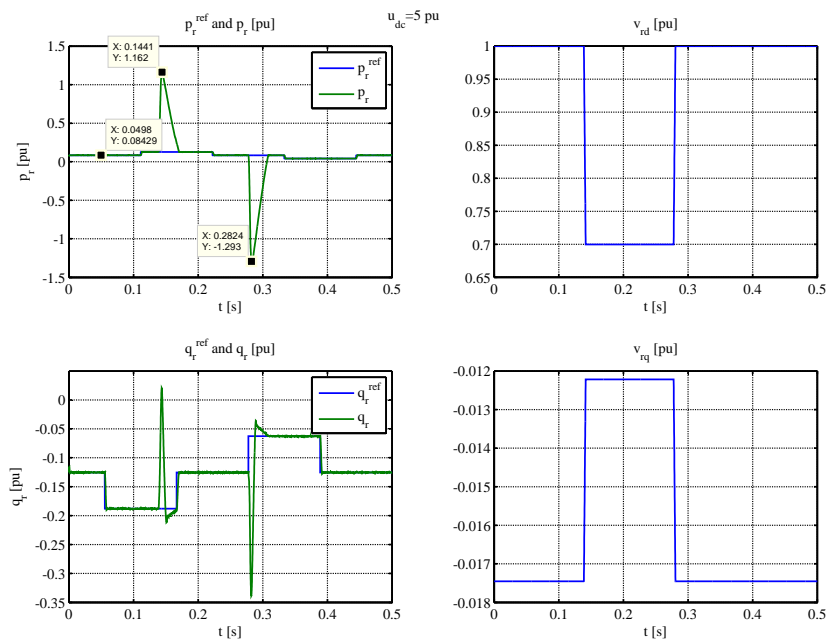 u_dc=5 pu
p_r^ref and p_r [pu]
1.5
1
0.5
0
-0.5
-1
-1.5
p_r [pu]
X: 0.1441
Y: 1.162
X: 0.0498
Y: 0.08429
X: 0.2824
Y: -1.293
p_r^ref
p_r
0 0.1 0.2 0.3 0.4 0.5
t [s]
v_rd [pu]
1
0.95
0.9
0.85
0.8
0.75
0.7
0.65
0 0.1 0.2 0.3 0.4 0.5
t [s]
q_r^ref and q_r [pu]
0
-0.05
-0.1
-0.15
-0.2
-0.25
-0.3
-0.35
q_r [pu]
q_r^ref
q_r
0 0.1 0.2 0.3 0.4 0.5
t [s]
v_rq [pu]
-0.012
-0.013
-0.014
-0.015
-0.016
-0.017
-0.018
0 0.1 0.2 0.3 0.4 0.5
t [s]